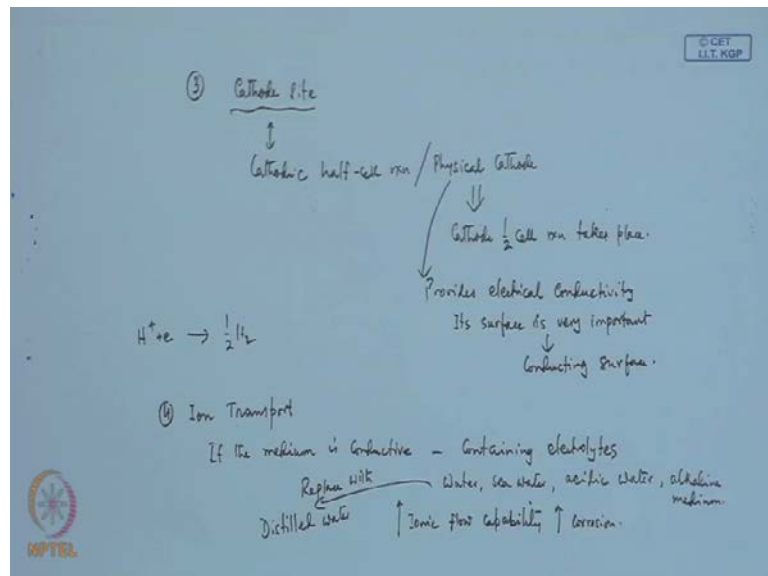 © CET
I.I.T. KGP
③ Cathode Site
↕
Cathodic half-cell rxn / Physical Cathode
⇓
Cathode 1/2 Cell rxn takes place.
Provides electrical Conductivity
Its surface is very important
↓
Conducting Surface.
H⁺+e → 1/2 H₂
④ Ion Transport
If the medium is Conductive - Containing electrolytes
Replace with Water, sea water, acidic water, alkaline medium.
Distilled water ↑ Ionic flow capability ↑ corrosion.
NPTEL